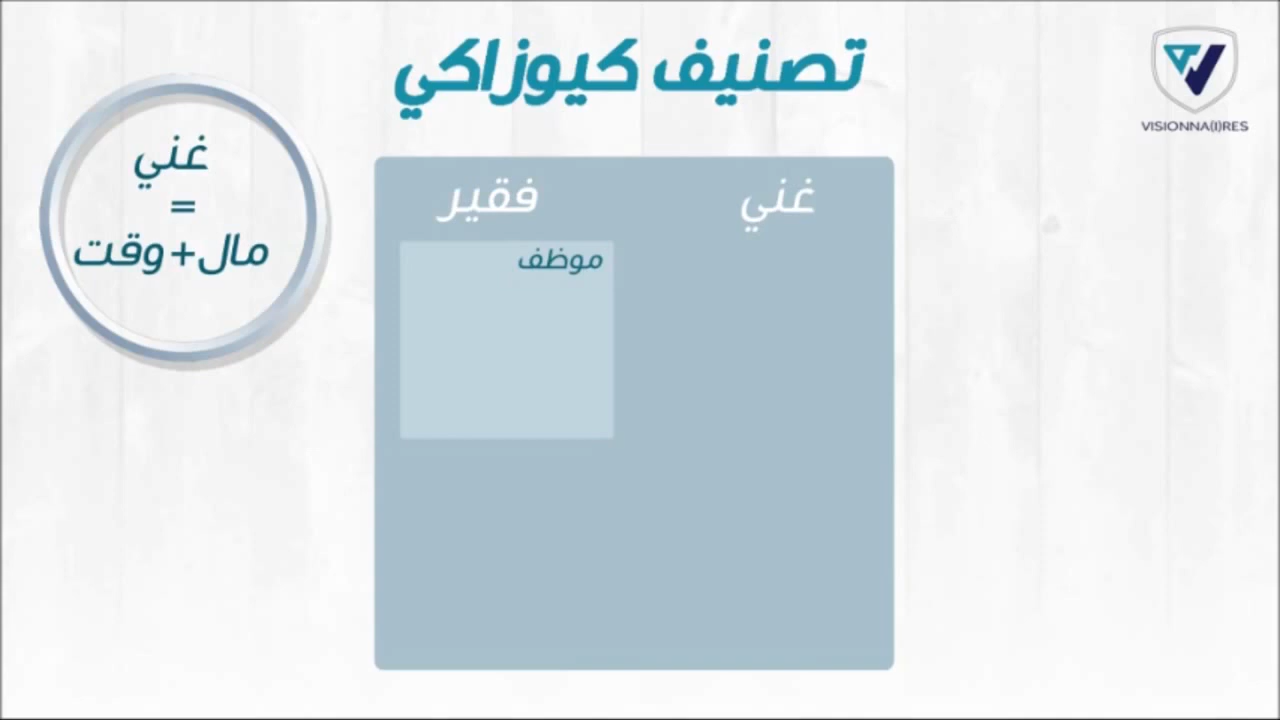 تصنيف كيوزاكي
VISIONNA(I)RES
غني
=
مال+وقت
غني
فقير
موظف